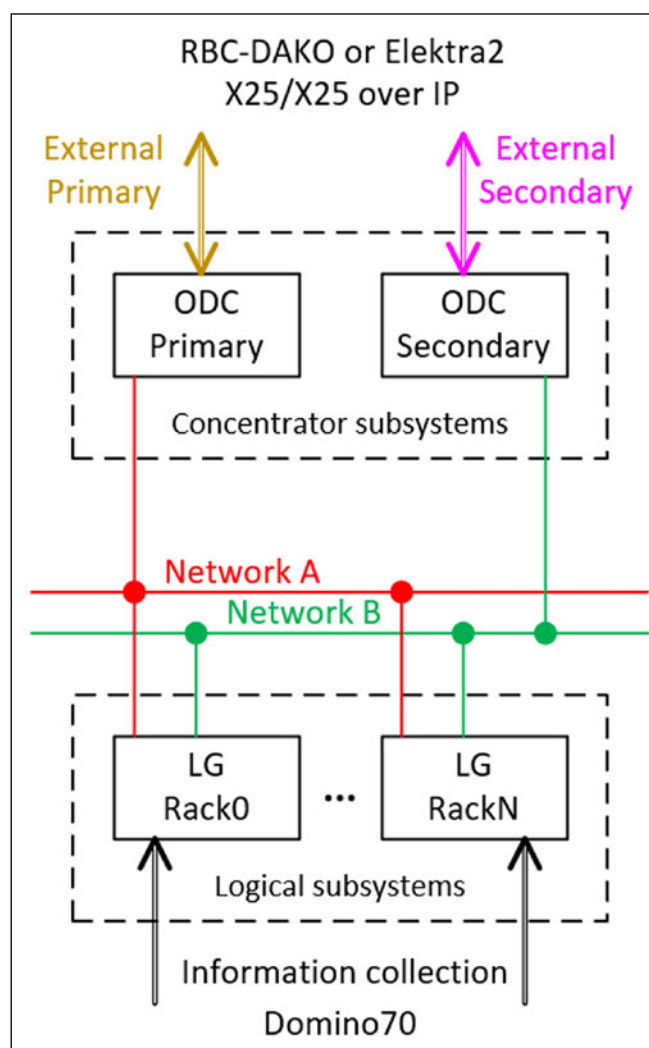 RBC-DAKO or Elektra2
X25/X25 over IP
External
Primary
External
Secondary
ODC
Primary
ODC
Secondary
Concentrator subsystems
Network A
Network B
LG
Rack0
...
LG
RackN
Logical subsystems
Information collection
Domino70